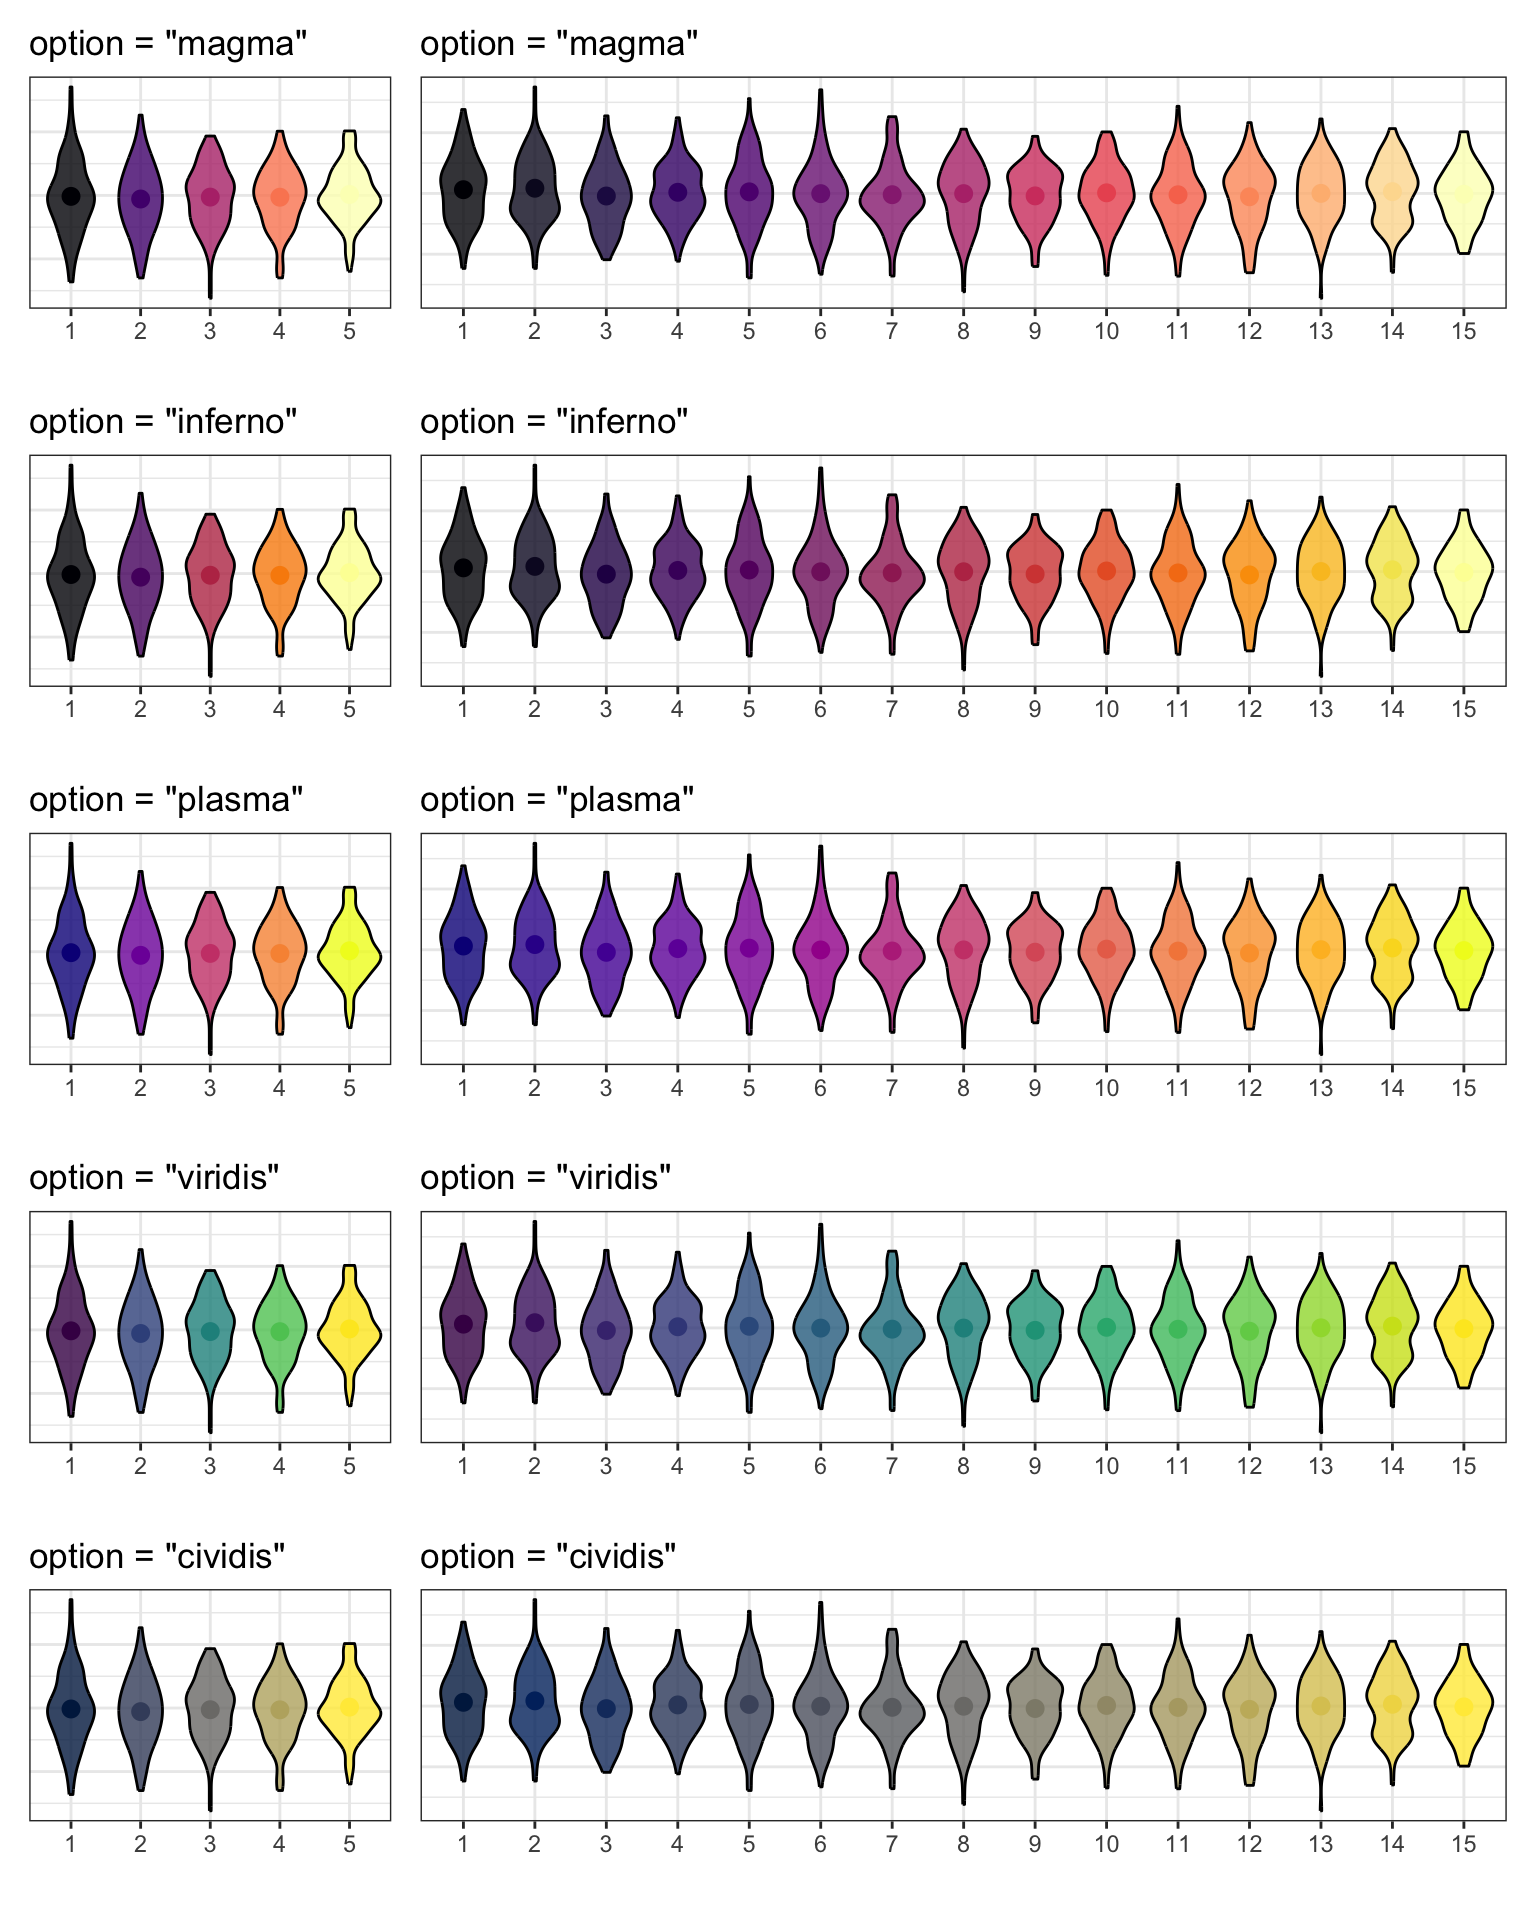 option = "magma" option = "magma"
1 2 3 4 5 1 2 3 4 5 6 7 8 9 10 11 12 13 14 15
option = "inferno" option = "inferno"
1 2 3 4 5 1 2 3 4 5 6 7 8 9 10 11 12 13 14 15
option = "plasma" option = "plasma"
1 2 3 4 5 1 2 3 4 5 6 7 8 9 10 11 12 13 14 15
option = "viridis" option = "viridis"
1 2 3 4 5 1 2 3 4 5 6 7 8 9 10 11 12 13 14 15
option = "cividis" option = "cividis"
1 2 3 4 5 1 2 3 4 5 6 7 8 9 10 11 12 13 14 15